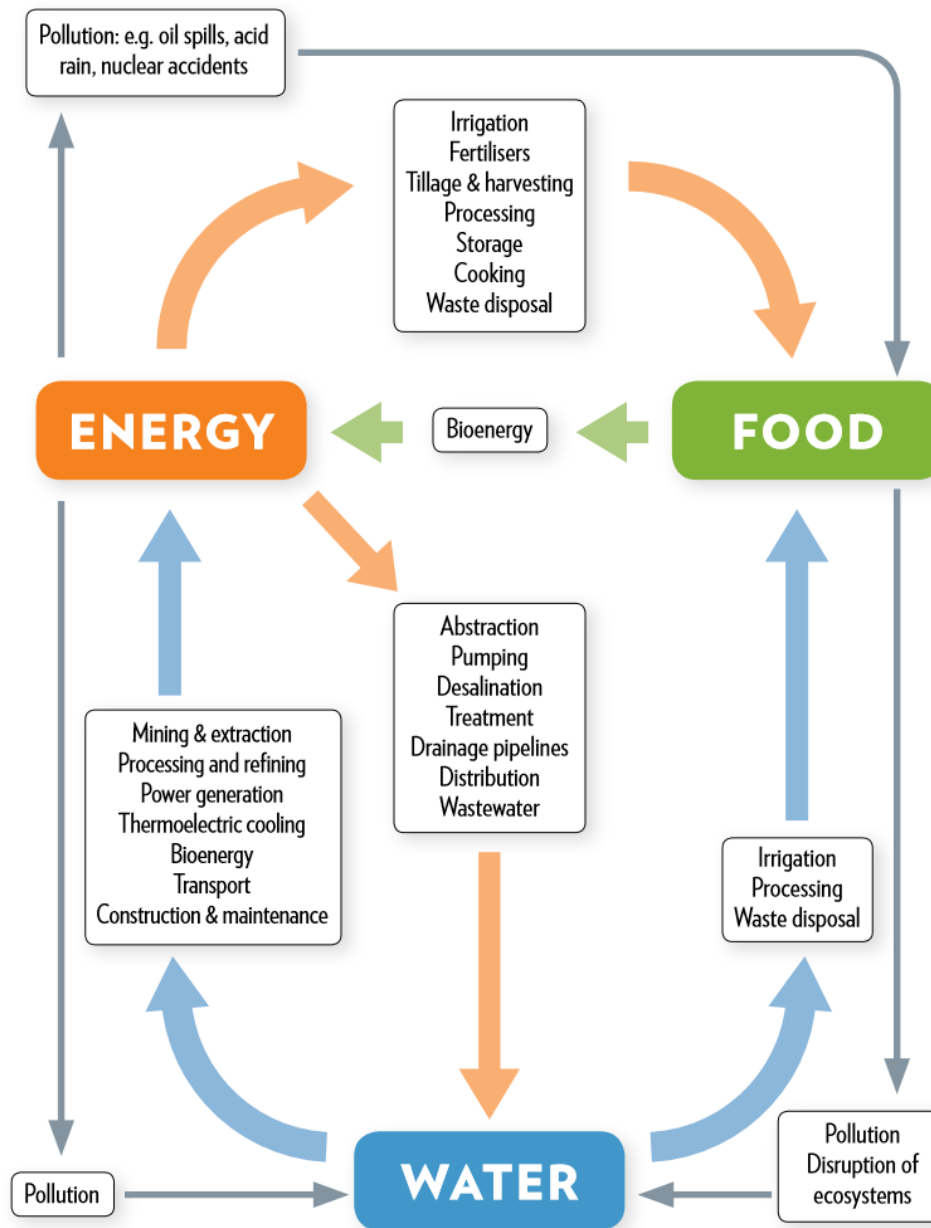 Pollution: e.g. oil spills, acid
rain, nuclear accidents
Irrigation
Fertilisers
Tillage & harvesting
Processing
Storage
Cooking
Waste disposal
ENERGY
Bioenergy
FOOD
Abstraction
Pumping
Desalination
Treatment
Drainage pipelines
Distribution
Wastewater
Mining & extraction
Processing and refining
Power generation
Thermoelectric cooling
Bioenergy
Transport
Construction & maintenance
Irrigation
Processing
Waste disposal
Pollution
WATER
Pollution
Disruption of
ecosystems